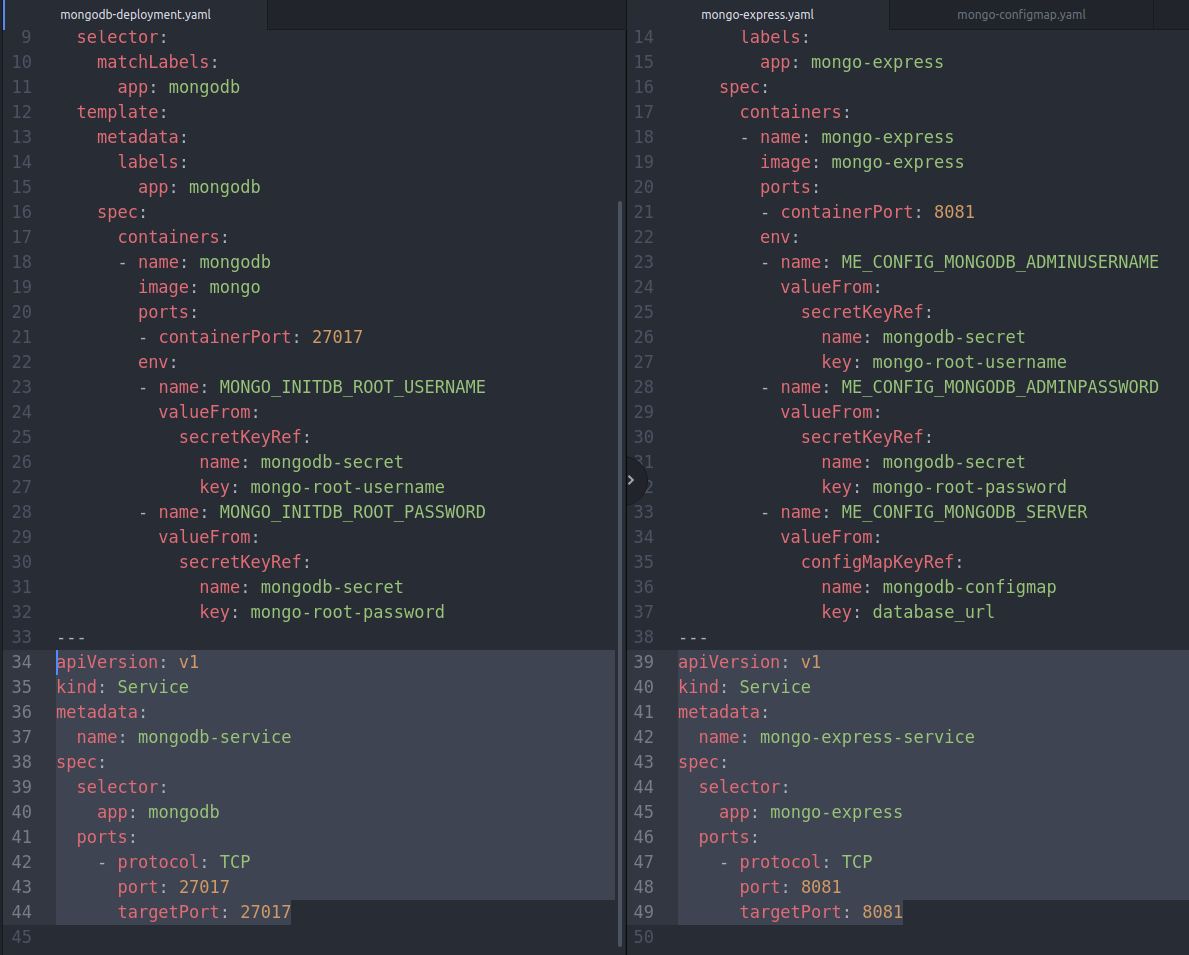 mongodb-deployment.yaml
9 selector:
10 matchLabels:
11 app: mongodb
12 template:
13 metadata:
14 labels:
15 app: mongodb
16 spec:
17 containers:
18 - name: mongodb
19 image: mongo
20 ports:
21 - containerPort: 27017
22 env:
23 - name: MONGO_INITDB_ROOT_USERNAME
24 valueFrom:
25 secretKeyRef:
26 name: mongodb-secret
27 key: mongo-root-username
28 - name: MONGO_INITDB_ROOT_PASSWORD
29 valueFrom:
30 secretKeyRef:
31 name: mongodb-secret
32 key: mongo-root-password
33 ---
34 apiVersion: v1
35 kind: Service
36 metadata:
37 name: mongodb-service
38 spec:
39 selector:
40 app: mongodb
41 ports:
42 - protocol: TCP
43 port: 27017
44 targetPort: 27017
45
mongo-express.yaml
mongo-configmap.yaml
14 labels:
15 app: mongo-express
16 spec:
17 containers:
18 - name: mongo-express
19 image: mongo-express
20 ports:
21 - containerPort: 8081
22 env:
23 - name: ME_CONFIG_MONGODB_ADMINUSERNAME
24 valueFrom:
25 secretKeyRef:
26 name: mongodb-secret
27 key: mongo-root-username
28 - name: ME_CONFIG_MONGODB_ADMINPASSWORD
29 valueFrom:
30 secretKeyRef:
31 name: mongodb-secret
key: mongo-root-password
33 - name: ME_CONFIG_MONGODB_SERVER
34 valueFrom:
35 configMapKeyRef:
36 name: mongodb-configmap
37 key: database_url
38 ---
39 apiVersion: v1
40 kind: Service
41 metadata:
42 name: mongo-express-service
43 spec:
44 selector:
45 app: mongo-express
46 ports:
47 - protocol: TCP
48 port: 8081
49 targetPort: 8081
50